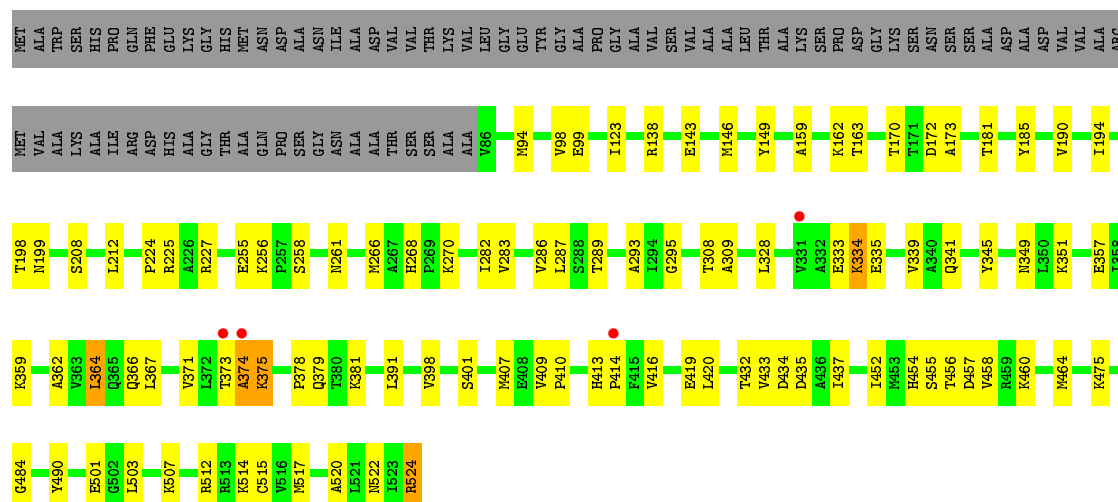 MET ALA TRP SER HIS PRO GLN PHE GLU LYS GLY HIS MET ASN ASP ALA ASN ILE ALA ASP VAL VAL THR LYS VAL LEU GLY GLU TYR GLY ALA PRO GLY ALA VAL SER VAL ALA ALA LEU THR ALA LYS SER PRO ASP GLY LYS SER ASN SER SER ALA ASP ALA ASP VAL VAL ALA ARG
MET VAL ALA LYS ALA ILE ARG ASP HIS ALA GLY THR ALA GLN PRO SER GLY ASN ALA ALA THR SER SER ALA ALA V86 M94 V98 E99 I123 R138 E143 M146 Y149 A159 K162 T163 T170 T171 D172 A173 T181 Y185 V190 I194
T198 N199 S208 L212 P224 R225 A226 R227 E255 K256 P257 S258 N261 M266 A267 H268 P269 K270 I282 V283 V286 L287 S288 T289 A293 I294 G295 T308 A309 L328 V331 A332 E333 K334 E335 V339 A340 Q341 Y345 N349 L350 K351 E357 I358
K359 A362 V363 L364 Q365 Q366 L367 V371 L372 T373 A374 K375 P378 Q379 T380 K381 L391 V398 S401 M407 E408 V409 P410 H413 P414 F415 V416 E419 L420 T432 V433 D434 D435 A436 I437 I452 M453 H454 S455 T456 D457 V458 R459 K460 M464 K475
G484 Y490 E501 G502 L503 K507 R512 R513 K514 C515 V516 M517 A520 L521 N522 I523 R524